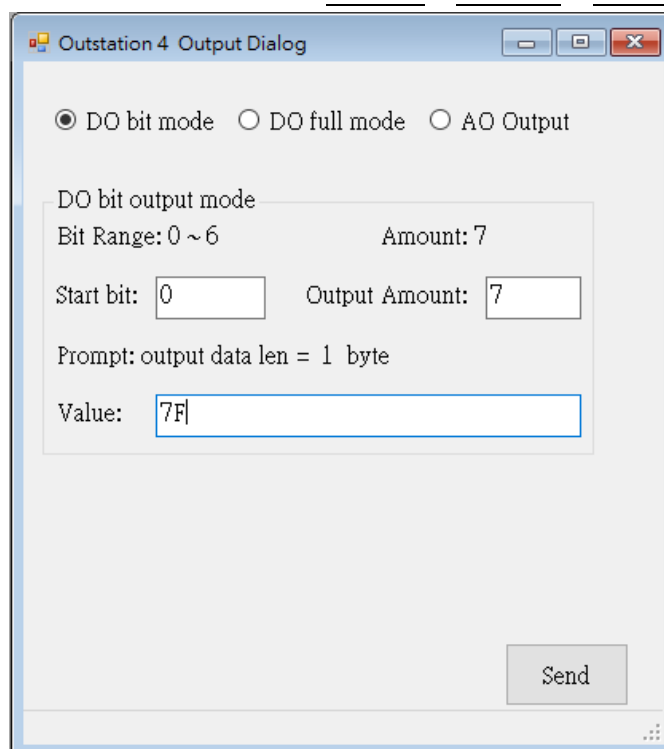 Outstation 4 Output Dialog
DO bit mode DO full mode AO Output
DO bit output mode
Bit Range: 0 ~ 6 Amount: 7
Start bit: 0 Output Amount: 7
Prompt: output data len = 1 byte
Value: 7F
Send